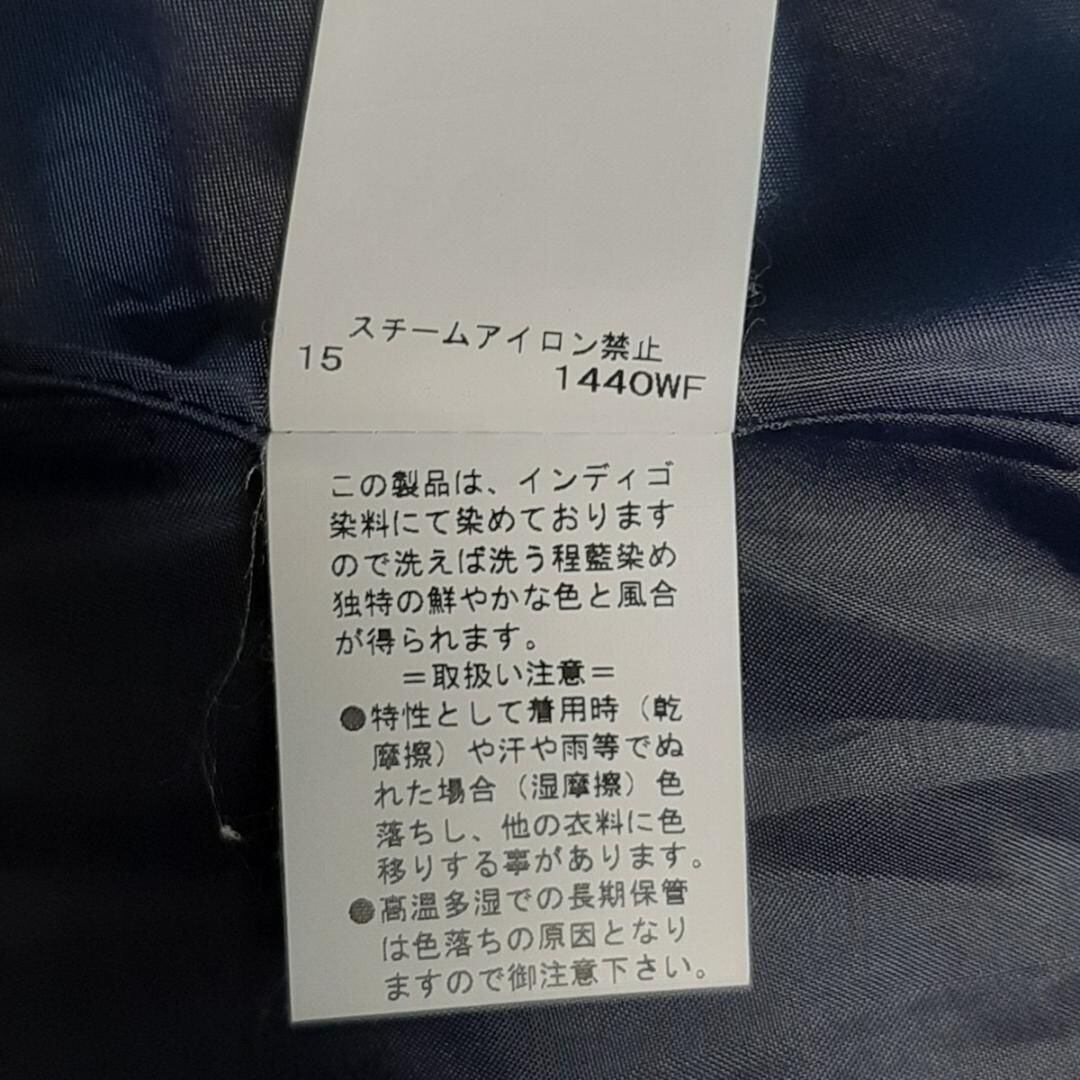 スチームアイロン禁止
15 1440WF
この製品は、インディゴ
染料にて染めております
ので洗えば洗う程藍染め
独特の鮮やかな色と風合
が得られます。
＝取扱い注意＝
●特性として着用時（乾
摩擦）や汗や雨等でぬ
れた場合（湿摩擦）色
落ちし、他の衣料に色
移りする事があります。
●高温多湿での長期保管
は色落ちの原因となり
ますので御注意下さい。